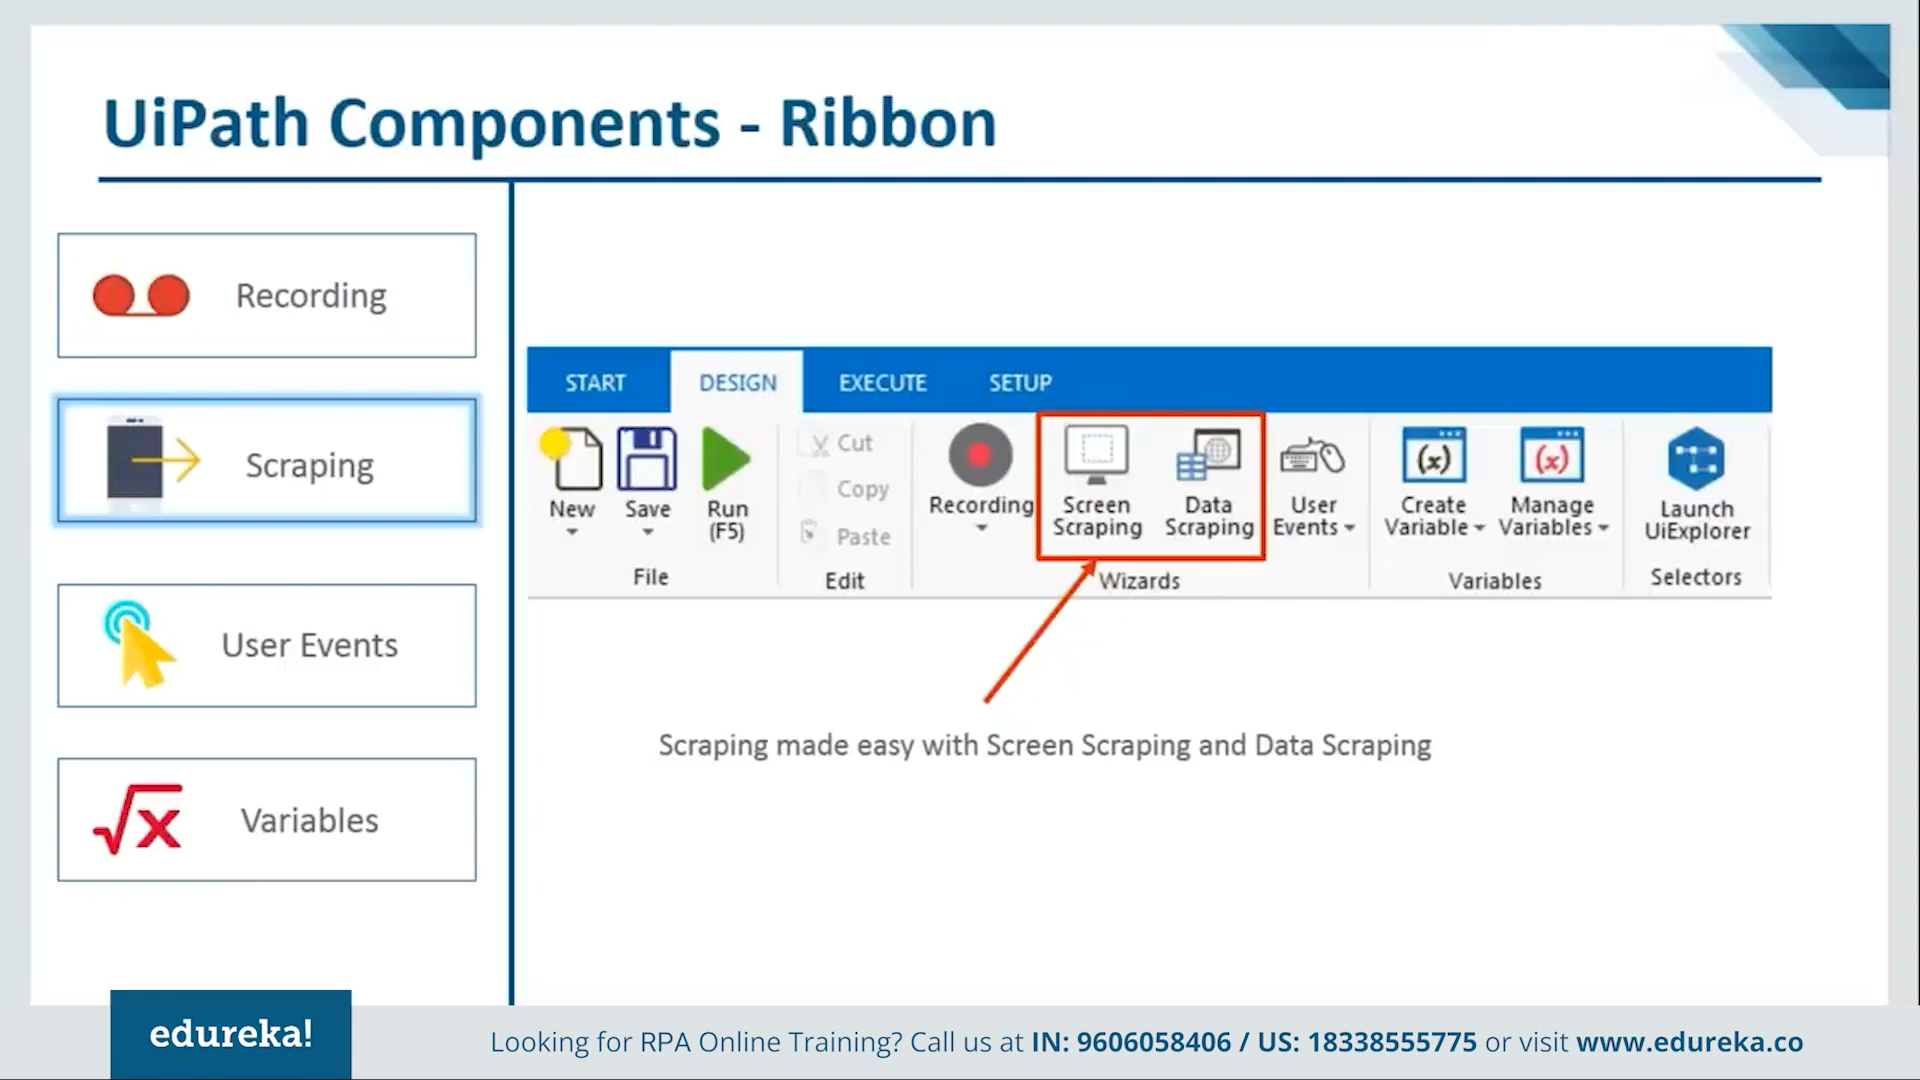 UiPath Components - Ribbon
Recording
Scraping
User Events
Variables
START DESIGN EXECUTE SETUP
New
Save
Run
(F5)
File
Cut
Copy
Paste
Edit
Recording
Screen
Scraping
Data
Scraping
User
Events
Wizards
(x)
Create
Variable
(x)
Manage
Variables
Variables
Launch
UiExplorer
Selectors
Scraping made easy with Screen Scraping and Data Scraping
√x
edureka!
Looking for RPA Online Training? Call us at IN: 9606058406 / US: 18338555775 or visit www.edureka.co